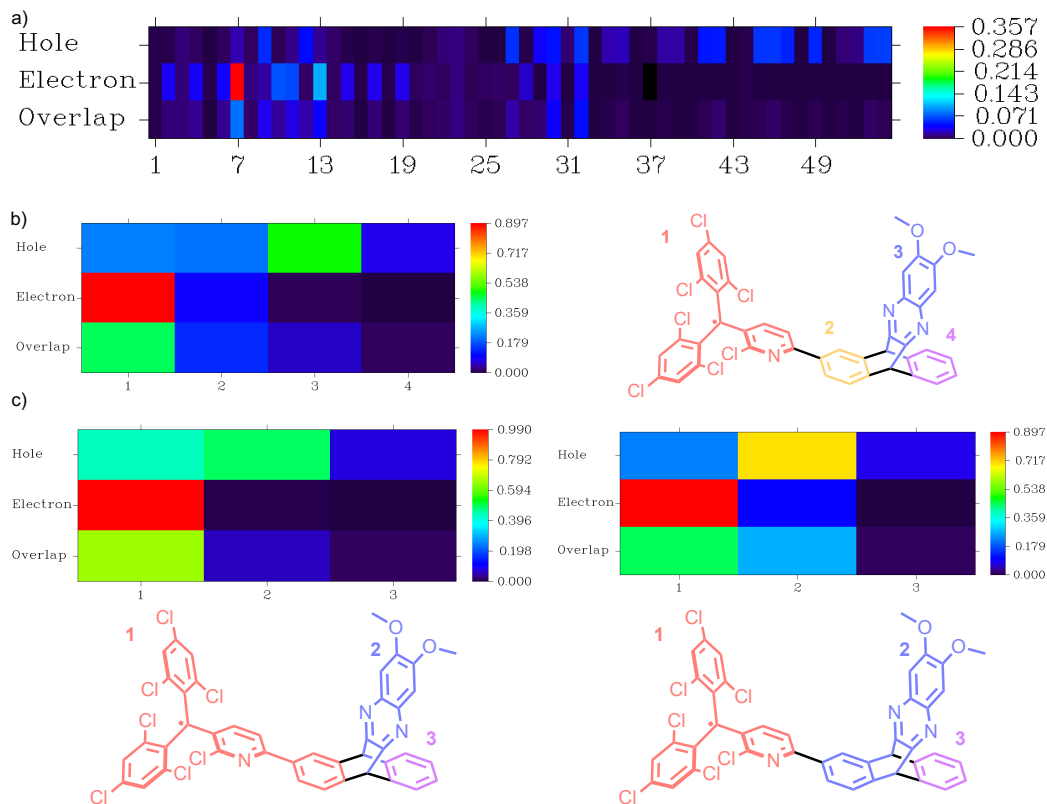 a)
Hole
Electron
Overlap
1 7 13 19 25 31 37 43 49
0.357
0.286
0.214
0.143
0.071
0.000
b)
Hole
Electron
Overlap
1 2 3 4
0.897
0.717
0.538
0.359
0.179
0.000
1
Cl
Cl
Cl
Cl
Cl
Cl
Cl
N
2
3
O
O
N
N
4
c)
Hole
Electron
Overlap
1 2 3
0.990
0.792
0.594
0.396
0.198
0.000
Hole
Electron
Overlap
1 2 3
0.897
0.717
0.538
0.359
0.179
0.000
1
Cl
Cl
Cl
Cl
Cl
Cl
Cl
N
2
O
O
N
N
3
1
Cl
Cl
Cl
Cl
Cl
Cl
Cl
N
2
O
O
N
N
3